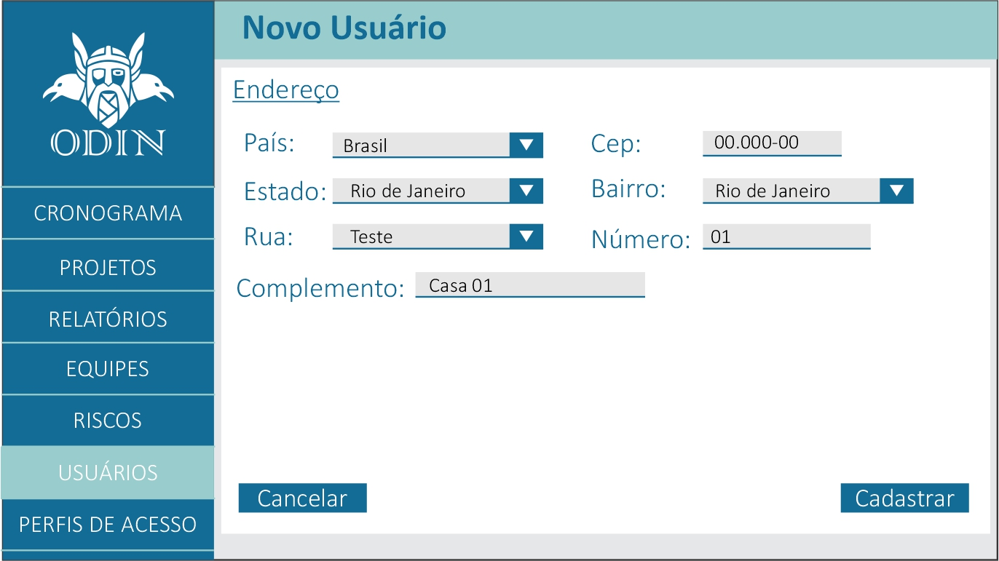 Novo Usuário
ODIN
CRONOGRAMA
PROJETOS
RELATÓRIOS
EQUIPES
RISCOS
USUÁRIOS
PERFIS DE ACESSO
Endereço
País: Brasil Cep: 00.000-00
Estado: Rio de Janeiro Bairro: Rio de Janeiro
Rua: Teste Número: 01
Complemento: Casa 01
Cancelar Cadastrar